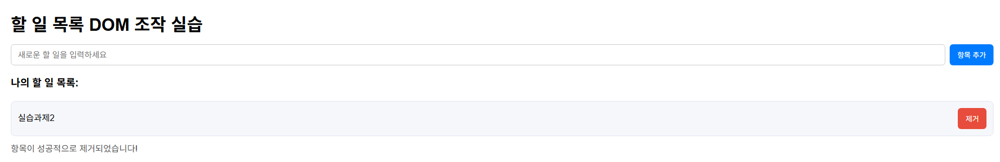 할 일 목록 DOM 조작 실습
새로운 할 일을 입력하세요 항목 추가
나의 할 일 목록:
실습과제2 제거
항목이 성공적으로 제거되었습니다!